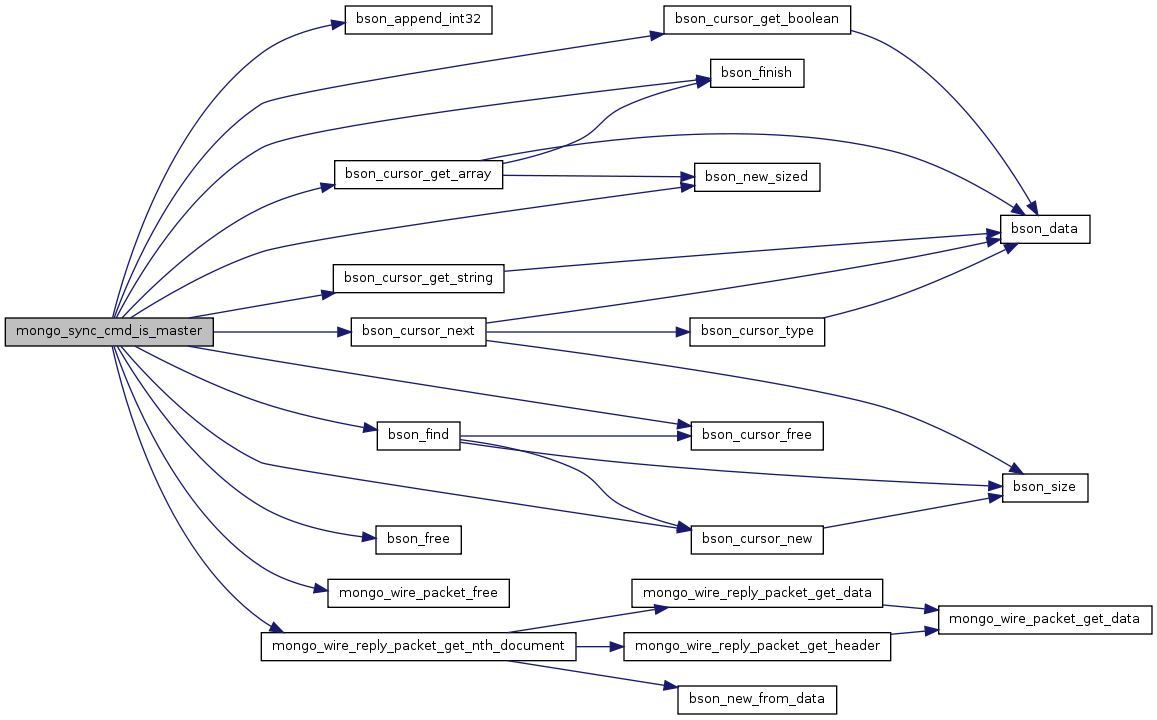 bson_append_int32
bson_cursor_get_boolean
bson_finish
bson_cursor_get_array
bson_new_sized
bson_data
bson_cursor_get_string
mongo_sync_cmd_is_master
bson_cursor_next
bson_cursor_type
bson_find
bson_cursor_free
bson_size
bson_free
bson_cursor_new
mongo_wire_packet_free
mongo_wire_reply_packet_get_data
mongo_wire_packet_get_data
mongo_wire_reply_packet_get_nth_document
mongo_wire_reply_packet_get_header
bson_new_from_data